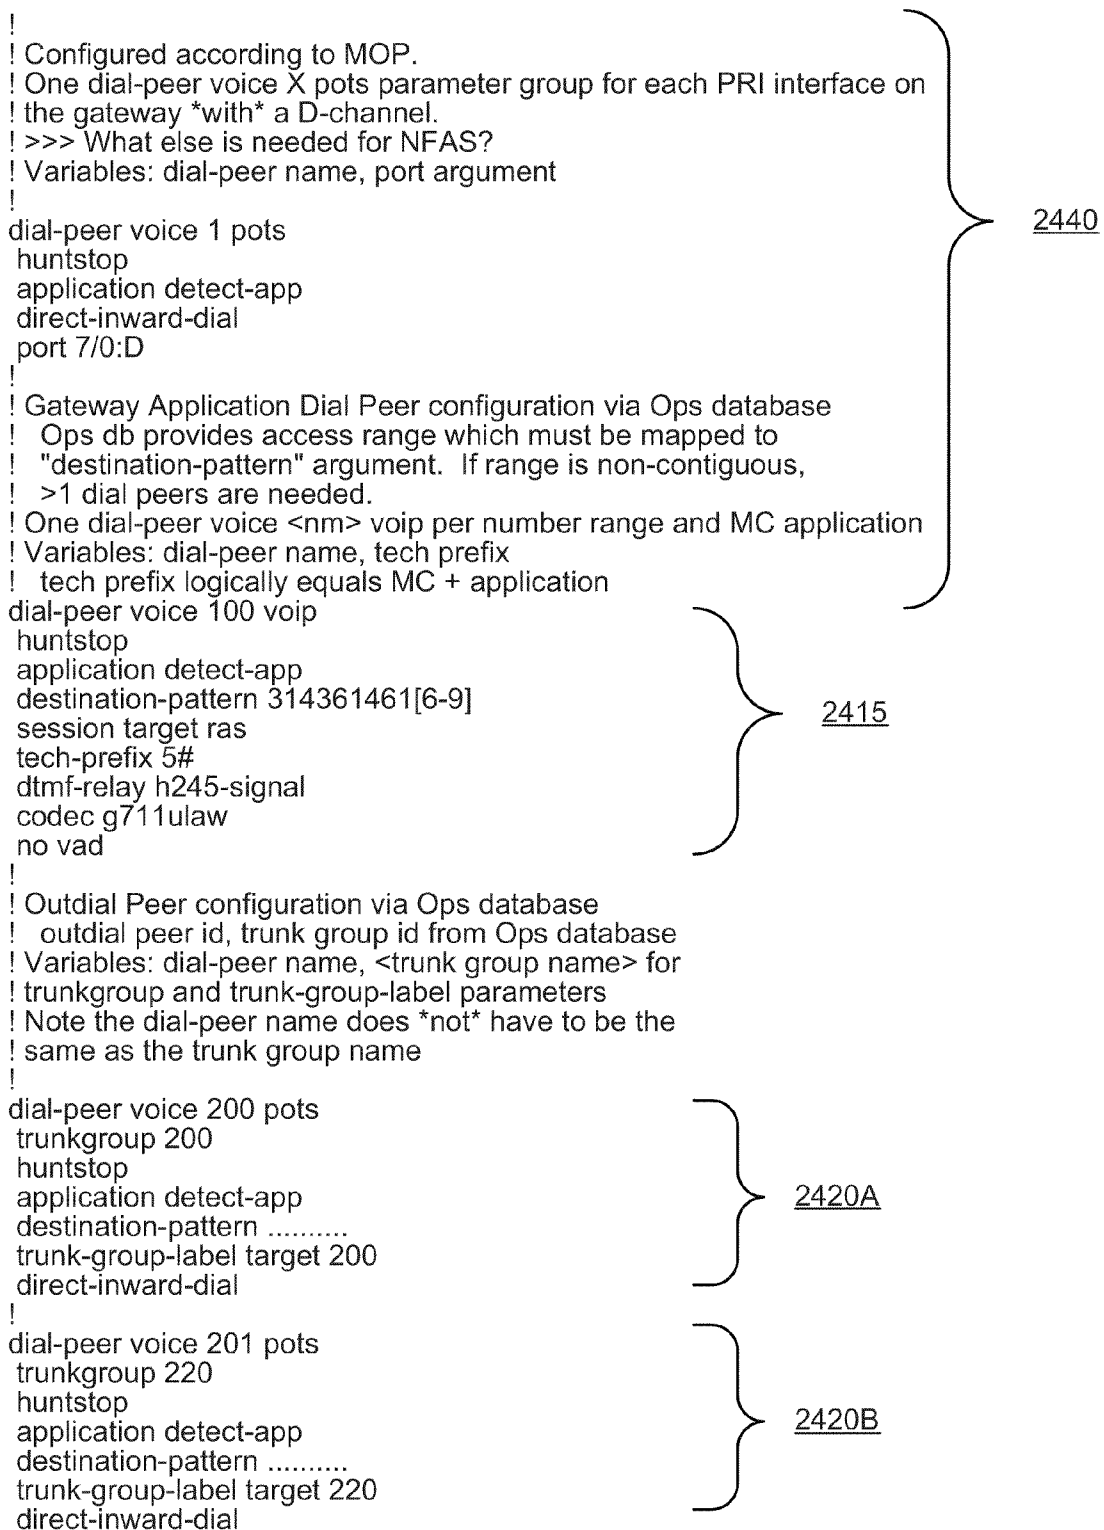 !
! Configured according to MOP.
! One dial-peer voice X pots parameter group for each PRI interface on
! the gateway *with* a D-channel.
! >>> What else is needed for NFAS?
! Variables: dial-peer name, port argument
!
2440
dial-peer voice 1 pots
huntstop
application detect-app
direct-inward-dial
port 7/0:D
!
! Gateway Application Dial Peer configuration via Ops database
! Ops db provides access range which must be mapped to
! "destination-pattern" argument. If range is non-contiguous,
! >1 dial peers are needed.
! One dial-peer voice <nm> voip per number range and MC application
! Variables: dial-peer name, tech prefix
! tech prefix logically equals MC + application
dial-peer voice 100 voip
huntstop
application detect-app
destination-pattern 314361461[6-9]
2415
session target ras
tech-prefix 5#
dtmf-relay h245-signal
codec g711ulaw
no vad
!
! Outdial Peer configuration via Ops database
! outdial peer id, trunk group id from Ops database
! Variables: dial-peer name, <trunk group name> for
! trunkgroup and trunk-group-label parameters
! Note the dial-peer name does *not* have to be the
! same as the trunk group name
!
dial-peer voice 200 pots
trunkgroup 200
huntstop
application detect-app
2420A
destination-pattern ..........
trunk-group-label target 200
direct-inward-dial
!
dial-peer voice 201 pots
trunkgroup 220
huntstop
application detect-app
2420B
destination-pattern ..........
trunk-group-label target 220
direct-inward-dial